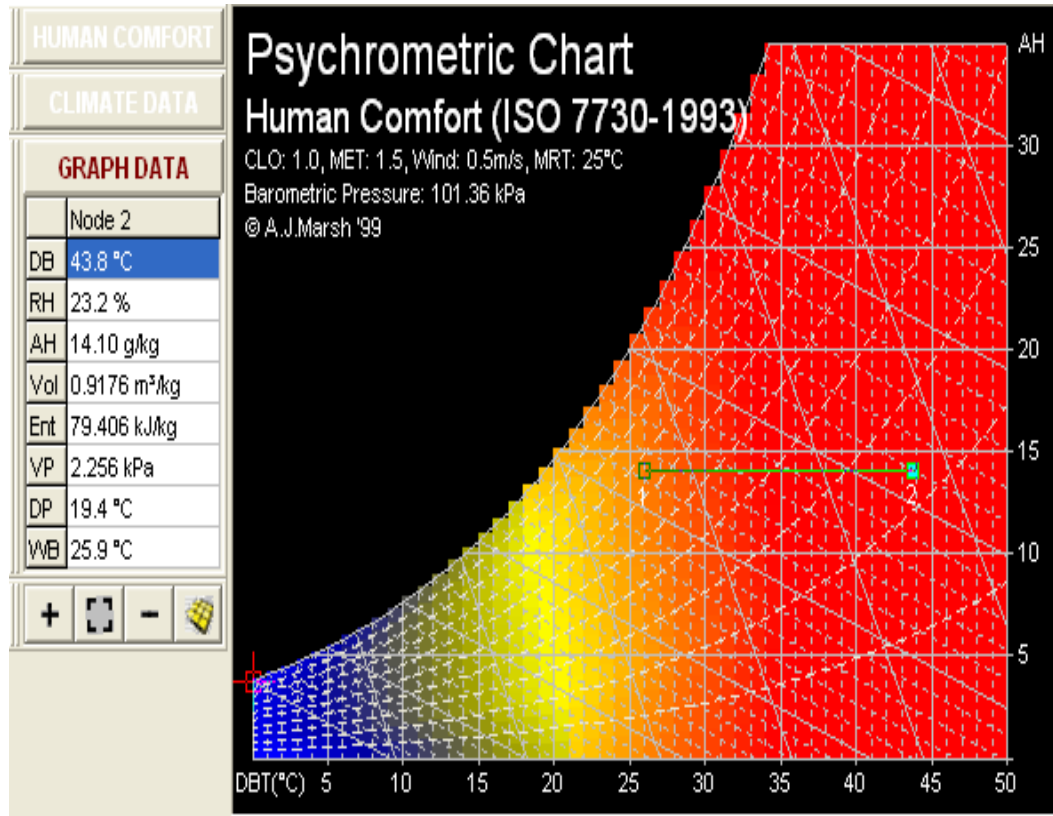 HUMAN COMFORT
CLIMATE DATA
GRAPH DATA
Node 2
DB 43.8 °C
RH 23.2 %
AH 14.10 g/kg
Vol 0.9176 m³/kg
Ent 79.406 kJ/kg
VP 2.256 kPa
DP 19.4 °C
WB 25.9 °C
+ −
Psychrometric Chart
Human Comfort (ISO 7730-1993)
CLO: 1.0, MET: 1.5, Wind: 0.5m/s, MRT: 25°C
Barometric Pressure: 101.36 kPa
© A.J.Marsh '99
AH
30
25
20
15
10
5
1 2
DBT(°C) 5 10 15 20 25 30 35 40 45 50